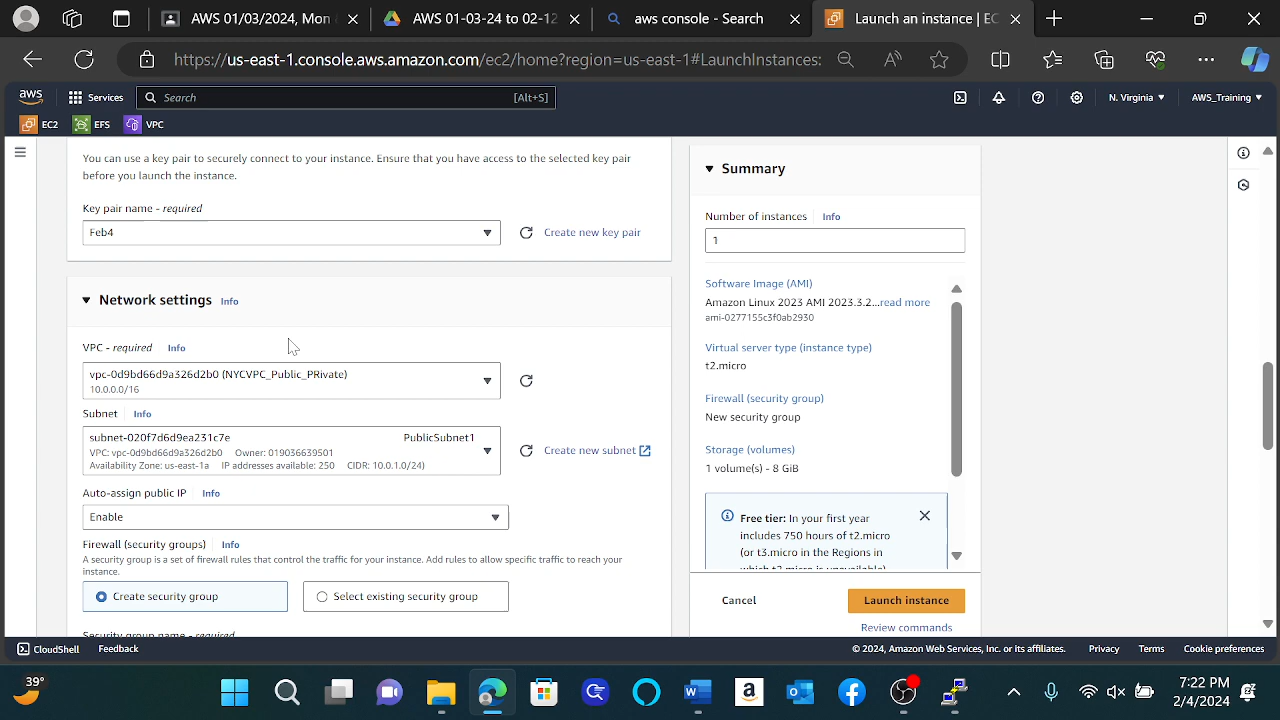 AWS 01/03/2024, Mon
AWS 01-03-24 to 02-12
aws console - Search
Launch an instance | EC
https://us-east-1.console.aws.amazon.com/ec2/home?region=us-east-1#LaunchInstances:
aws
Services
Search
[Alt+S]
N. Virginia
AWS_Training
EC2
EFS
VPC
You can use a key pair to securely connect to your instance. Ensure that you have access to the selected key pair
before you launch the instance.
Key pair name - required
Feb4
Create new key pair
Network settings Info
VPC - required Info
vpc-0d9bd66d9a326d2b0 (NYCVPC_Public_PRivate)
10.0.0.0/16
Subnet Info
subnet-020f7d6d9ea231c7e PublicSubnet1
VPC: vpc-0d9bd66d9a326d2b0 Owner: 019036639501
Availability Zone: us-east-1a IP addresses available: 250 CIDR: 10.0.1.0/24)
Create new subnet
Auto-assign public IP Info
Enable
Firewall (security groups) Info
A security group is a set of firewall rules that control the traffic for your instance. Add rules to allow specific traffic to reach your
instance.
Create security group
Select existing security group
Security group name - required
Summary
Number of instances Info
1
Software Image (AMI)
Amazon Linux 2023 AMI 2023.3.2...read more
ami-0277155c3f0ab2930
Virtual server type (instance type)
t2.micro
Firewall (security group)
New security group
Storage (volumes)
1 volume(s) - 8 GiB
Free tier: In your first year
includes 750 hours of t2.micro
(or t3.micro in the Regions in
which t2.micro is unavailable)
Cancel
Launch instance
Review commands
CloudShell
Feedback
© 2024, Amazon Web Services, Inc. or its affiliates.
Privacy
Terms
Cookie preferences
39°
7:22 PM
2/4/2024